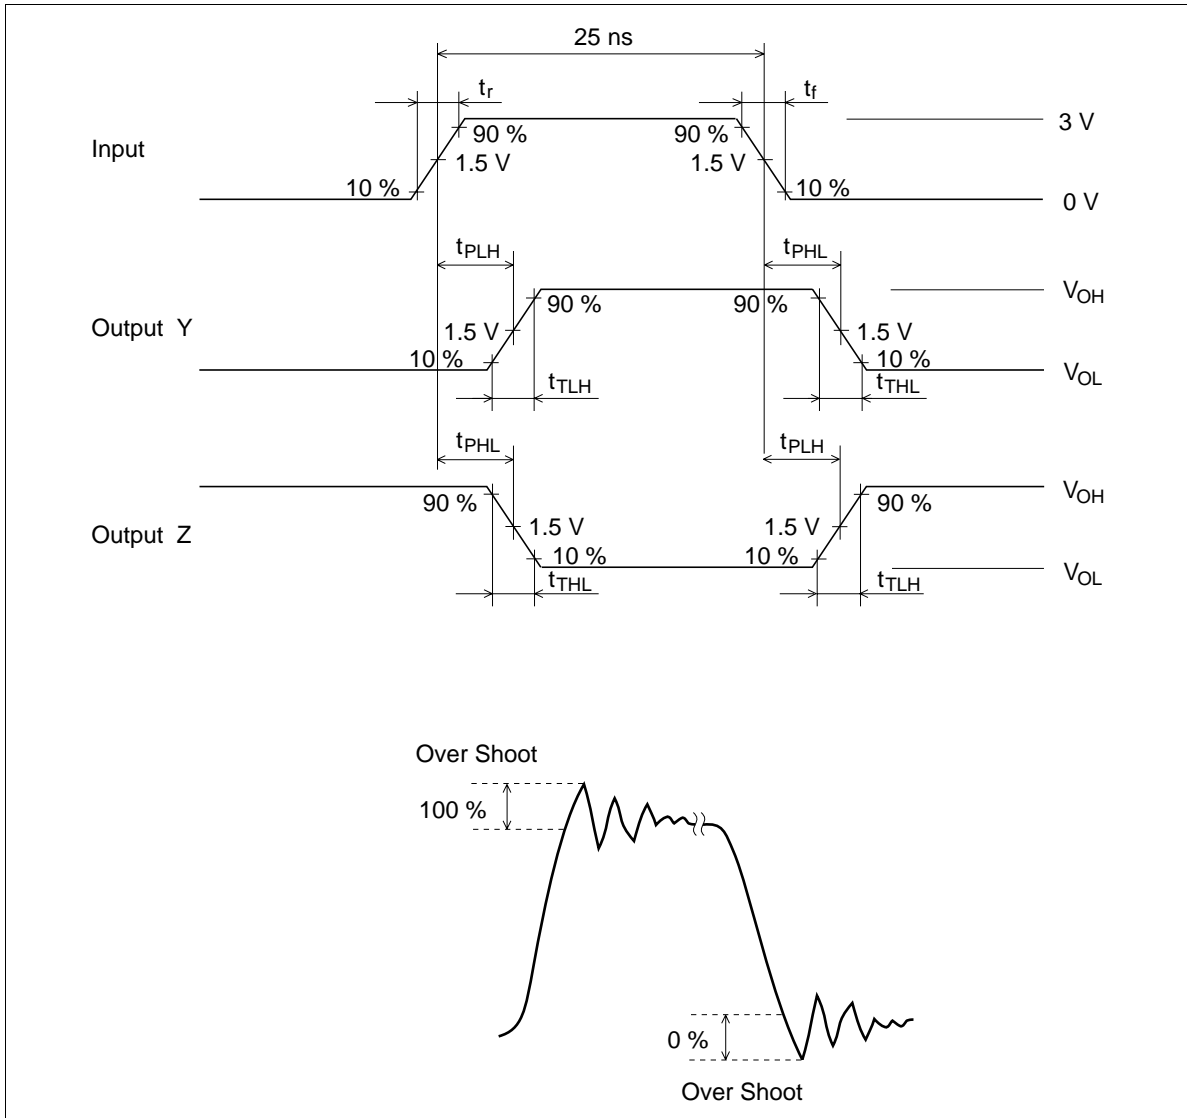 25 ns
tr
tf
Input
90 %
90 %
3 V
1.5 V
1.5 V
10 %
10 %
0 V
tPLH
tPHL
Output Y
90 %
90 %
VOH
1.5 V
1.5 V
10 %
10 %
VOL
tTLH
tTHL
tPHL
tPLH
Output Z
90 %
90 %
VOH
1.5 V
1.5 V
10 %
10 %
VOL
tTHL
tTLH
Over Shoot
100 %
0 %
Over Shoot